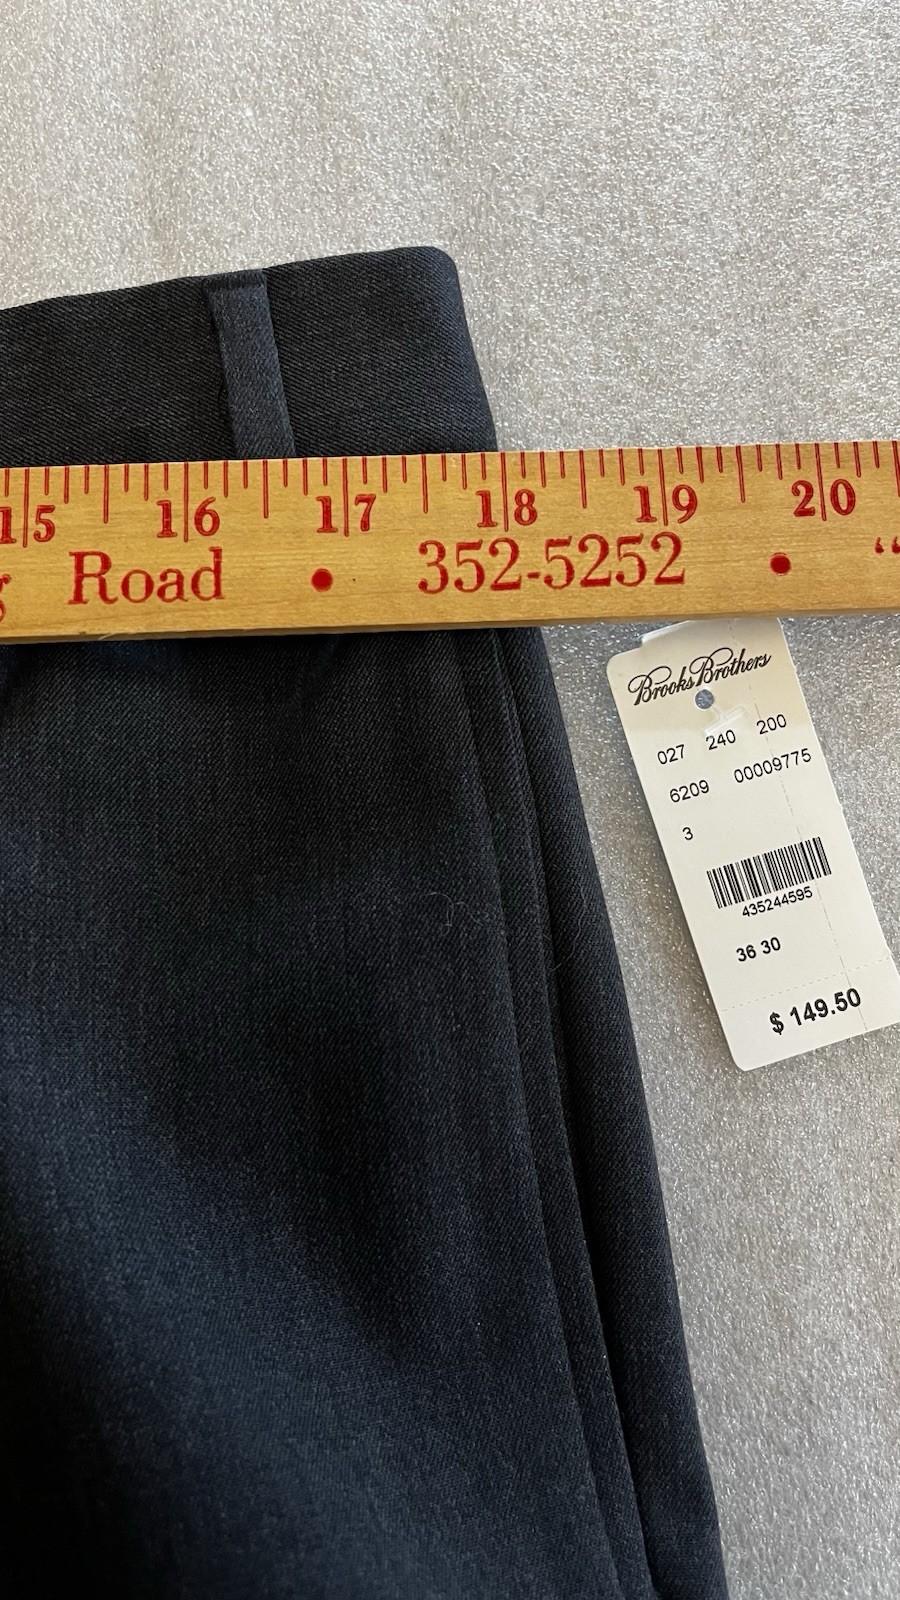 15 16 17 18 19 20
Road • 352-5252 • “
Brooks Brothers
027 240 200
6209 00009775
3
435244595
36 30
$ 149.50